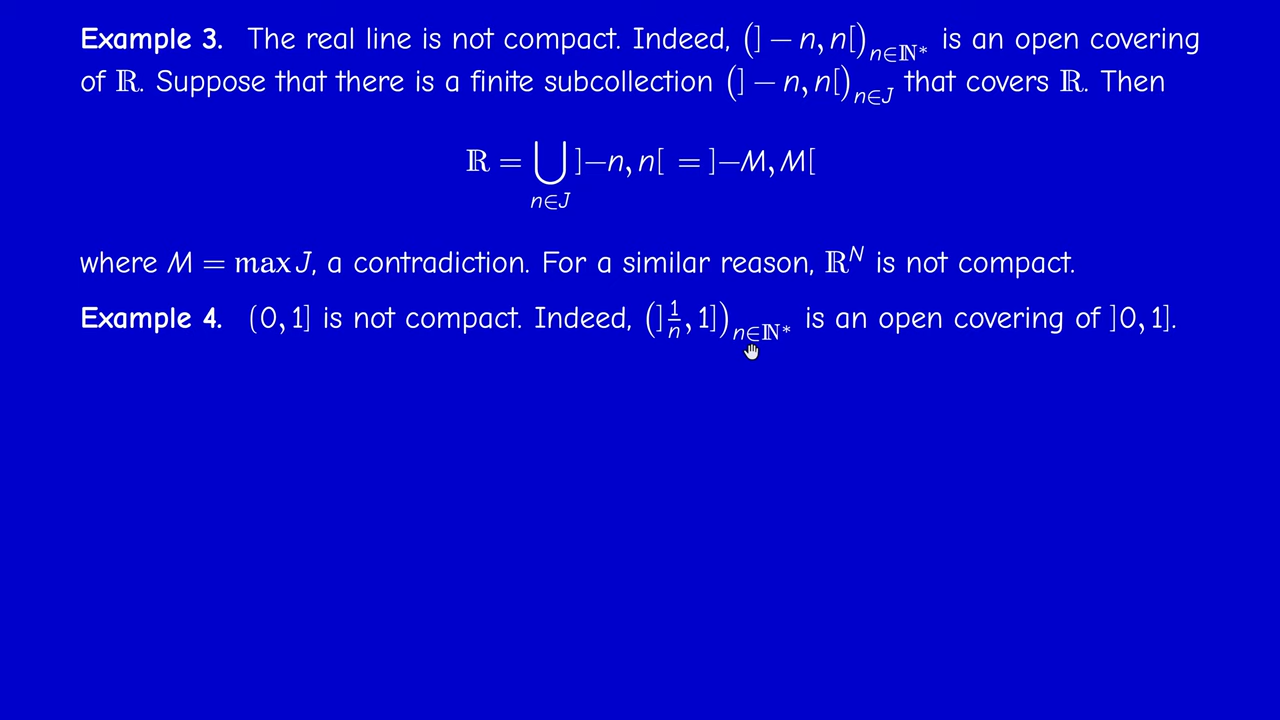 Example 3. The real line is not compact. Indeed, (]−n, n[)ₙ∈ℕ* is an open covering
of ℝ. Suppose that there is a finite subcollection (]−n, n[)ₙ∈J that covers ℝ. Then
ℝ = ⋃ₙ∈J ]−n, n[ = ]−M, M[
where M = max J, a contradiction. For a similar reason, ℝᴺ is not compact.
Example 4. (0, 1] is not compact. Indeed, (]1/n, 1])ₙ∈ℕ* is an open covering of ]0, 1].